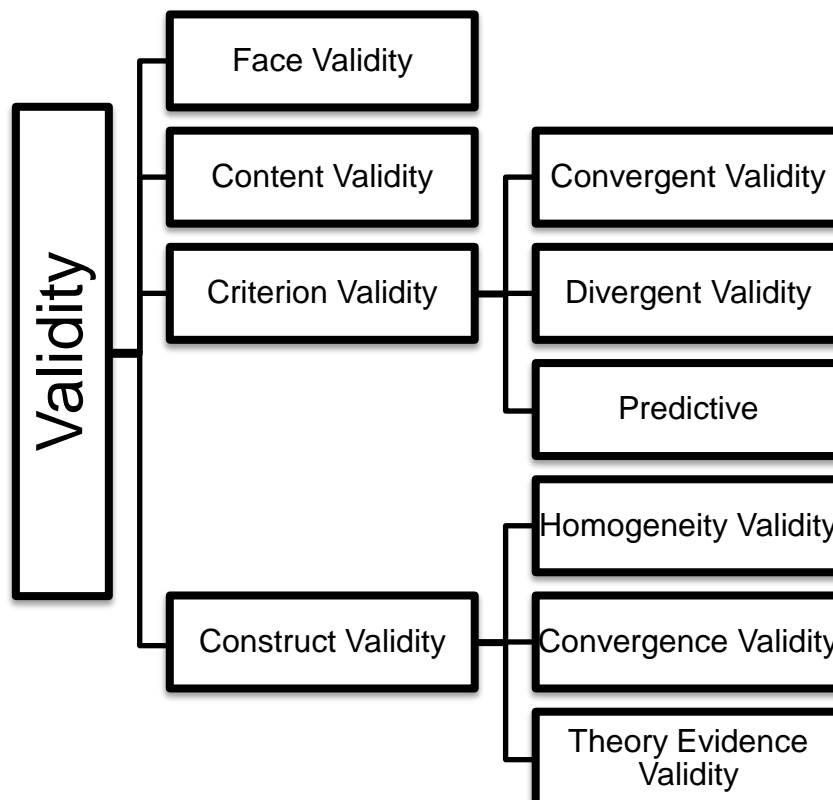 Validity
Face Validity
Content Validity
Criterion Validity
Convergent Validity
Divergent Validity
Predictive
Construct Validity
Homogeneity Validity
Convergence Validity
Theory Evidence
Validity